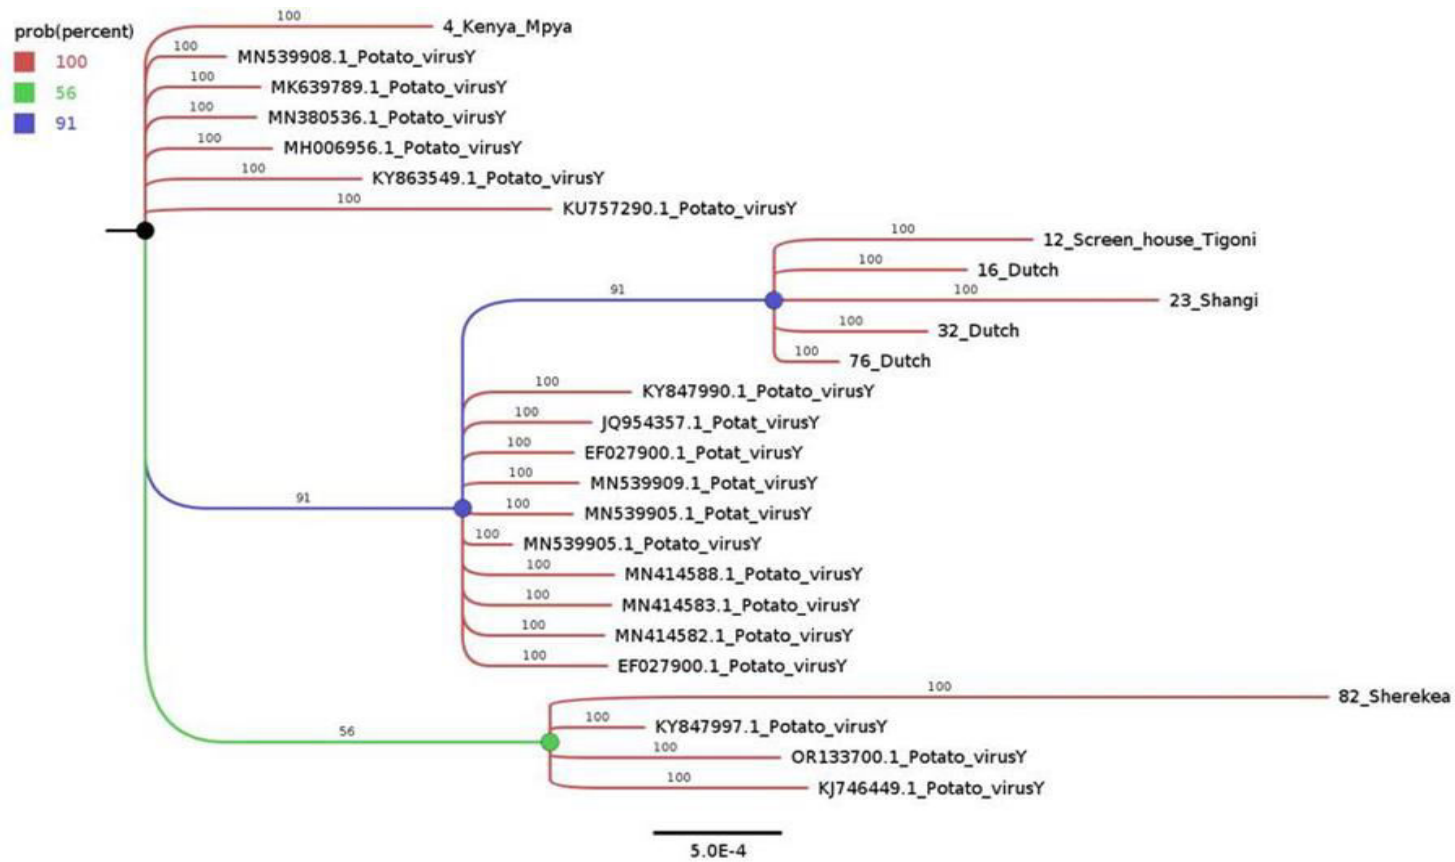 prob(percent)
100
56
91
100
4_Kenya_Mpya
100
MN539908.1_Potato_virusY
100
MK639789.1_Potato_virusY
100
MN380536.1_Potato_virusY
100
MH006956.1_Potato_virusY
100
KY863549.1_Potato_virusY
100
KU757290.1_Potato_virusY
100
12_Screen_house_Tigoni
100
16_Dutch
91
100
23_Shangi
100
32_Dutch
100
76_Dutch
100
KY847990.1_Potato_virusY
100
JQ954357.1_Potat_virusY
100
EF027900.1_Potat_virusY
100
MN539909.1_Potat_virusY
91
100
MN539905.1_Potat_virusY
100
MN539905.1_Potato_virusY
100
MN414588.1_Potato_virusY
100
MN414583.1_Potato_virusY
100
MN414582.1_Potato_virusY
100
EF027900.1_Potato_virusY
100
82_Sherekea
100
KY847997.1_Potato_virusY
56
100
OR133700.1_Potato_virusY
100
KJ746449.1_Potato_virusY
5.0E-4